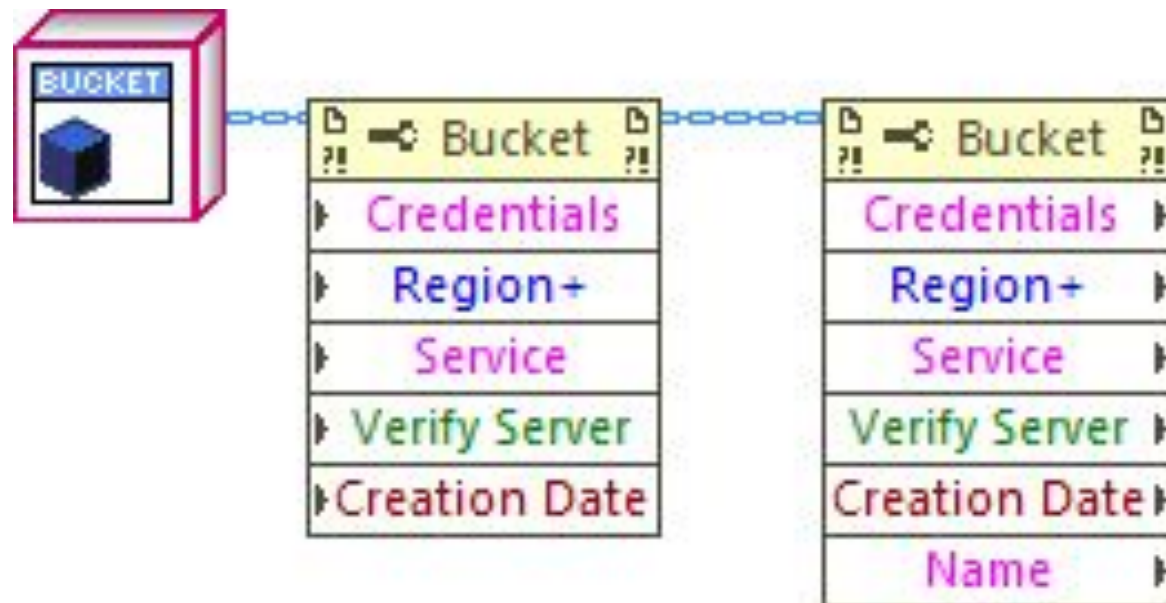 BUCKET
?! Bucket ?!
Credentials
Region+
Service
Verify Server
Creation Date
?! Bucket ?!
Credentials
Region+
Service
Verify Server
Creation Date
Name